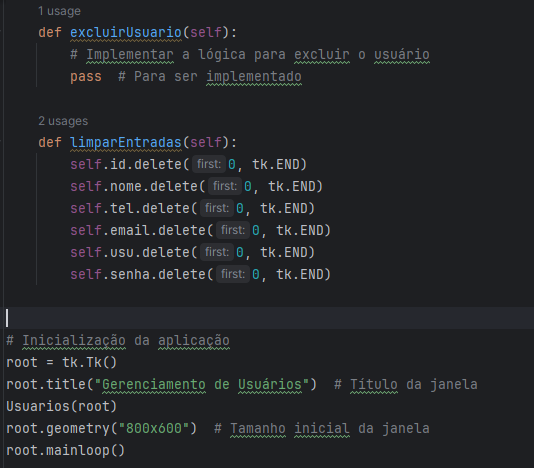 1 usage
def excluirUsuario(self):
# Implementar a lógica para excluir o usuário
pass  # Para ser implementado
2 usages
def limparEntradas(self):
self.id.delete( first: 0, tk.END)
self.nome.delete( first: 0, tk.END)
self.tel.delete( first: 0, tk.END)
self.email.delete( first: 0, tk.END)
self.usu.delete( first: 0, tk.END)
self.senha.delete( first: 0, tk.END)
# Inicialização da aplicação
root = tk.Tk()
root.title("Gerenciamento de Usuários")  # Título da janela
Usuarios(root)
root.geometry("800x600")  # Tamanho inicial da janela
root.mainloop()